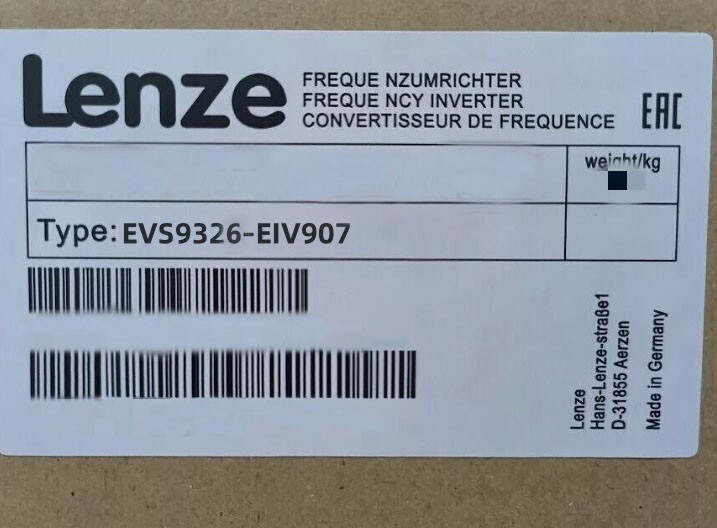 Lenze
FREQUE NZUMRICHTER
FREQUE NCY INVERTER
CONVERTISSEUR DE FREQUENCE
EAC
weight/kg
Type: EVS9326-EIV907
Lenze
Hans-Lenze-straße1
D-31855 Aerzen
Made in Germany